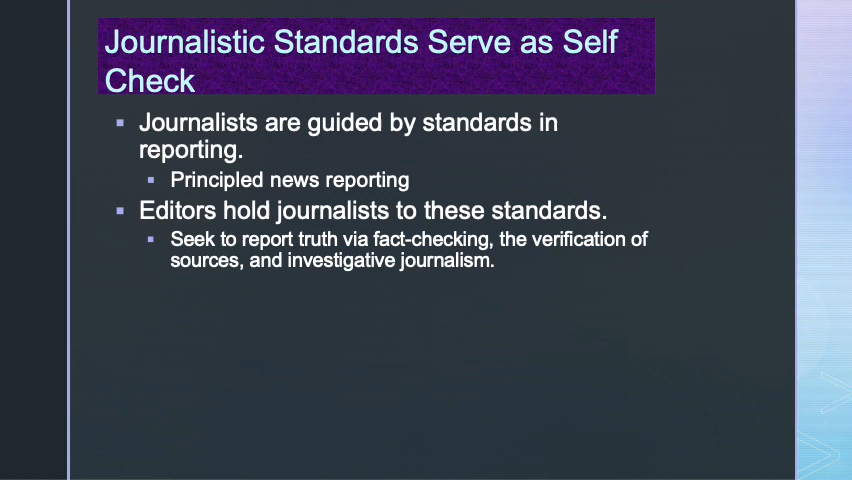 Journalistic Standards Serve as Self
Check
Journalists are guided by standards in
reporting.
Principled news reporting
Editors hold journalists to these standards.
Seek to report truth via fact-checking, the verification of
sources, and investigative journalism.